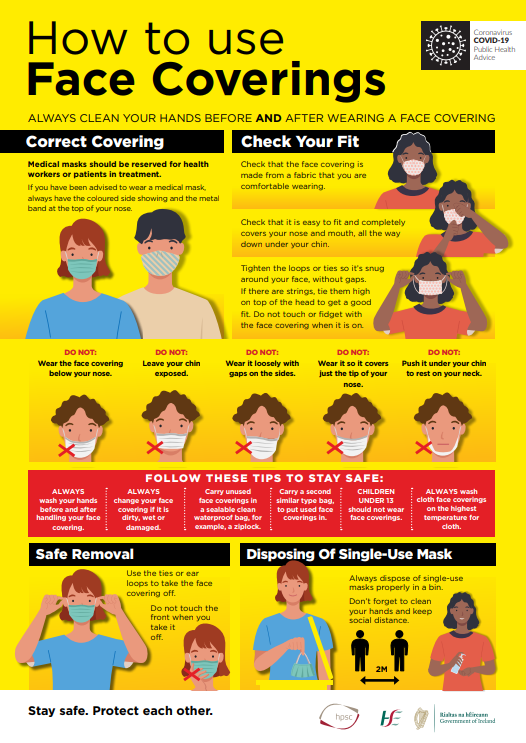 How to use
Face Coverings
Coronavirus
COVID-19
Public Health
Advice
ALWAYS CLEAN YOUR HANDS BEFORE AND AFTER WEARING A FACE COVERING
Correct Covering
Medical masks should be reserved for health
workers or patients in treatment.
If you have been advised to wear a medical mask,
always have the coloured side showing and the metal
band at the top of your nose.
Check Your Fit
Check that the face covering is
made from a fabric that you are
comfortable wearing.
Check that it is easy to fit and completely
covers your nose and mouth, all the way
down under your chin.
Tighten the loops or ties so it's snug
around your face, without gaps.
If there are strings, tie them high
on top of the head to get a good
fit. Do not touch or fidget with
the face covering when it is on.
DO NOT:
Wear the face covering
below your nose.
DO NOT:
Leave your chin
exposed.
DO NOT:
Wear it loosely with
gaps on the sides.
DO NOT:
Wear it so it covers
just the tip of your
nose.
DO NOT:
Push it under your chin
to rest on your neck.
FOLLOW THESE TIPS TO STAY SAFE:
ALWAYS
wash your hands
before and after
handling your face
covering.
ALWAYS
change your face
covering if it is
dirty, wet or
damaged.
Carry unused
face coverings in
a sealable clean
waterproof bag, for
example, a ziplock.
Carry a second
similar type bag,
to put used face
coverings in.
CHILDREN
UNDER 13
should not wear
face coverings.
ALWAYS wash
cloth face coverings
on the highest
temperature for
cloth.
Safe Removal
Use the ties or ear
loops to take the face
covering off.
Do not touch the
front when you
take it
off.
Disposing Of Single-Use Mask
Always dispose of single-use
masks properly in a bin.
Don't forget to clean
your hands and keep
social distance.
2M
Stay safe. Protect each other.
hpsc
Rialtas na hÉireann
Government of Ireland